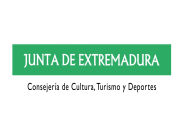 JUNTA DE EXTREMADURA
Consejería de Cultura, Turismo y Deportes